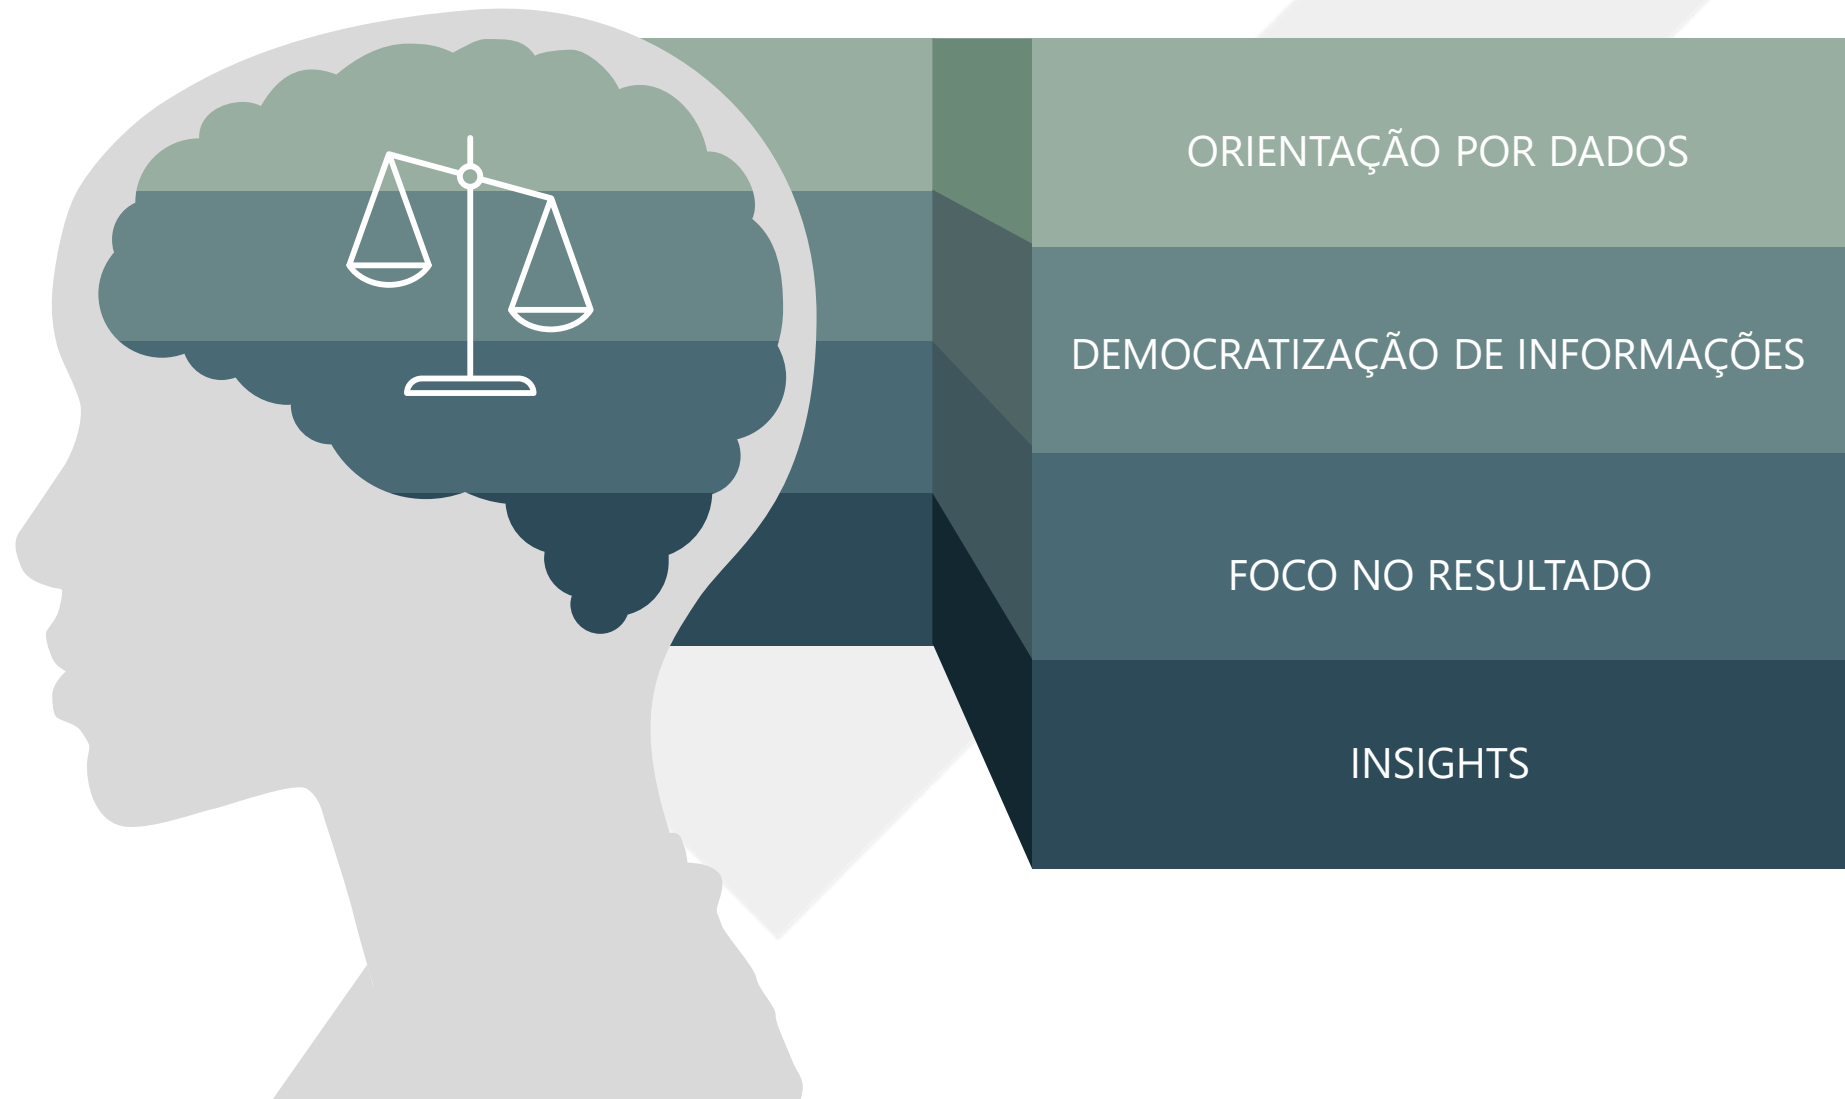 ORIENTAÇÃO POR DADOS
DEMOCRATIZAÇÃO DE INFORMAÇÕES
FOCO NO RESULTADO
INSIGHTS